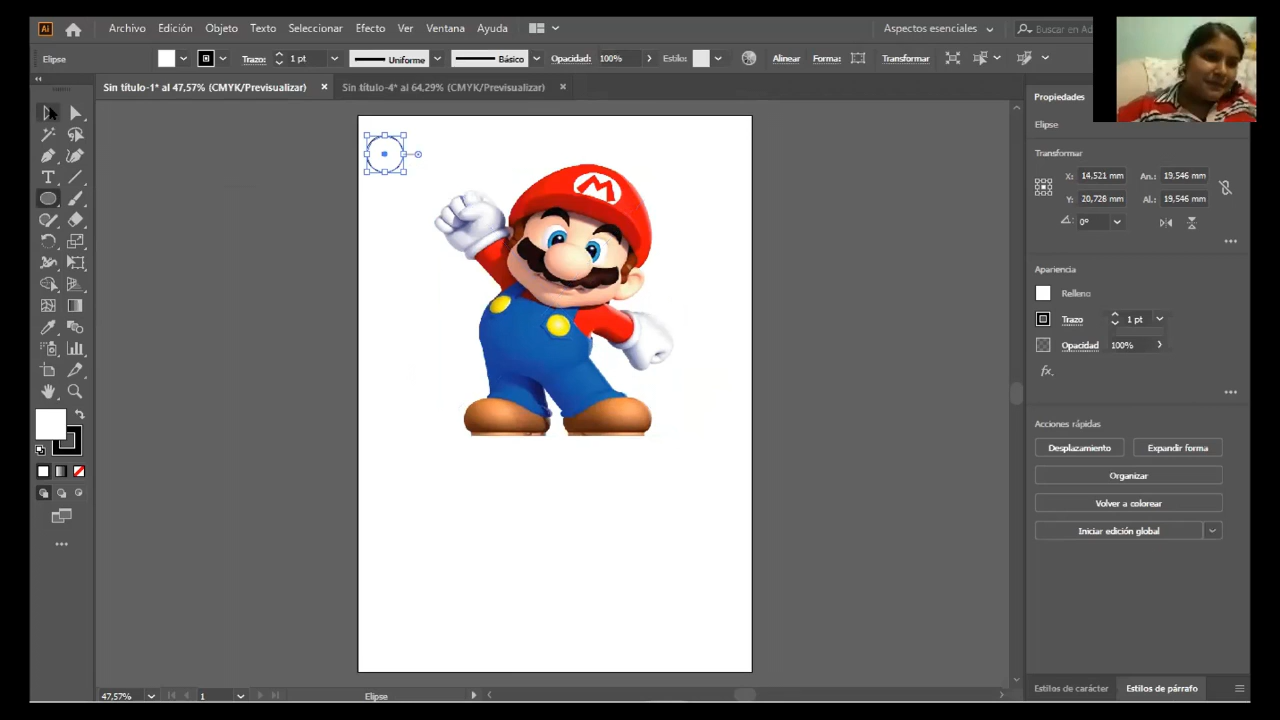 Ai Archivo Edición Objeto Texto Seleccionar Efecto Ver Ventana Ayuda Aspectos esenciales Buscar en Ad
Elipse Trazo: 1 pt Uniforme Básico Opacidad: 100% Estilo: Alinear Forma: Transformar
Sin título-1* al 47,57% (CMYK/Previsualizar) × Sin título-4* al 64,29% (CMYK/Previsualizar) ×
Propiedades
Elipse
Transformar
X: 14,521 mm An.: 19,546 mm
Y: 20,728 mm Al.: 19,546 mm
0°
Apariencia
Relleno
Trazo 1 pt
Opacidad 100%
fx.
Acciones rápidas
Desplazamiento Expandir forma
Organizar
Volver a colorear
Iniciar edición global
T
M
47,57% 1 Elipse
Estilos de carácter Estilos de párrafo